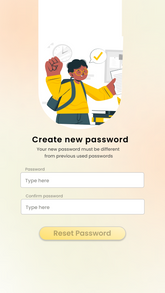 Create new password
Your new password must be different
from previous used passwords
Password
Type here
Confirm password
Type here
Reset Password